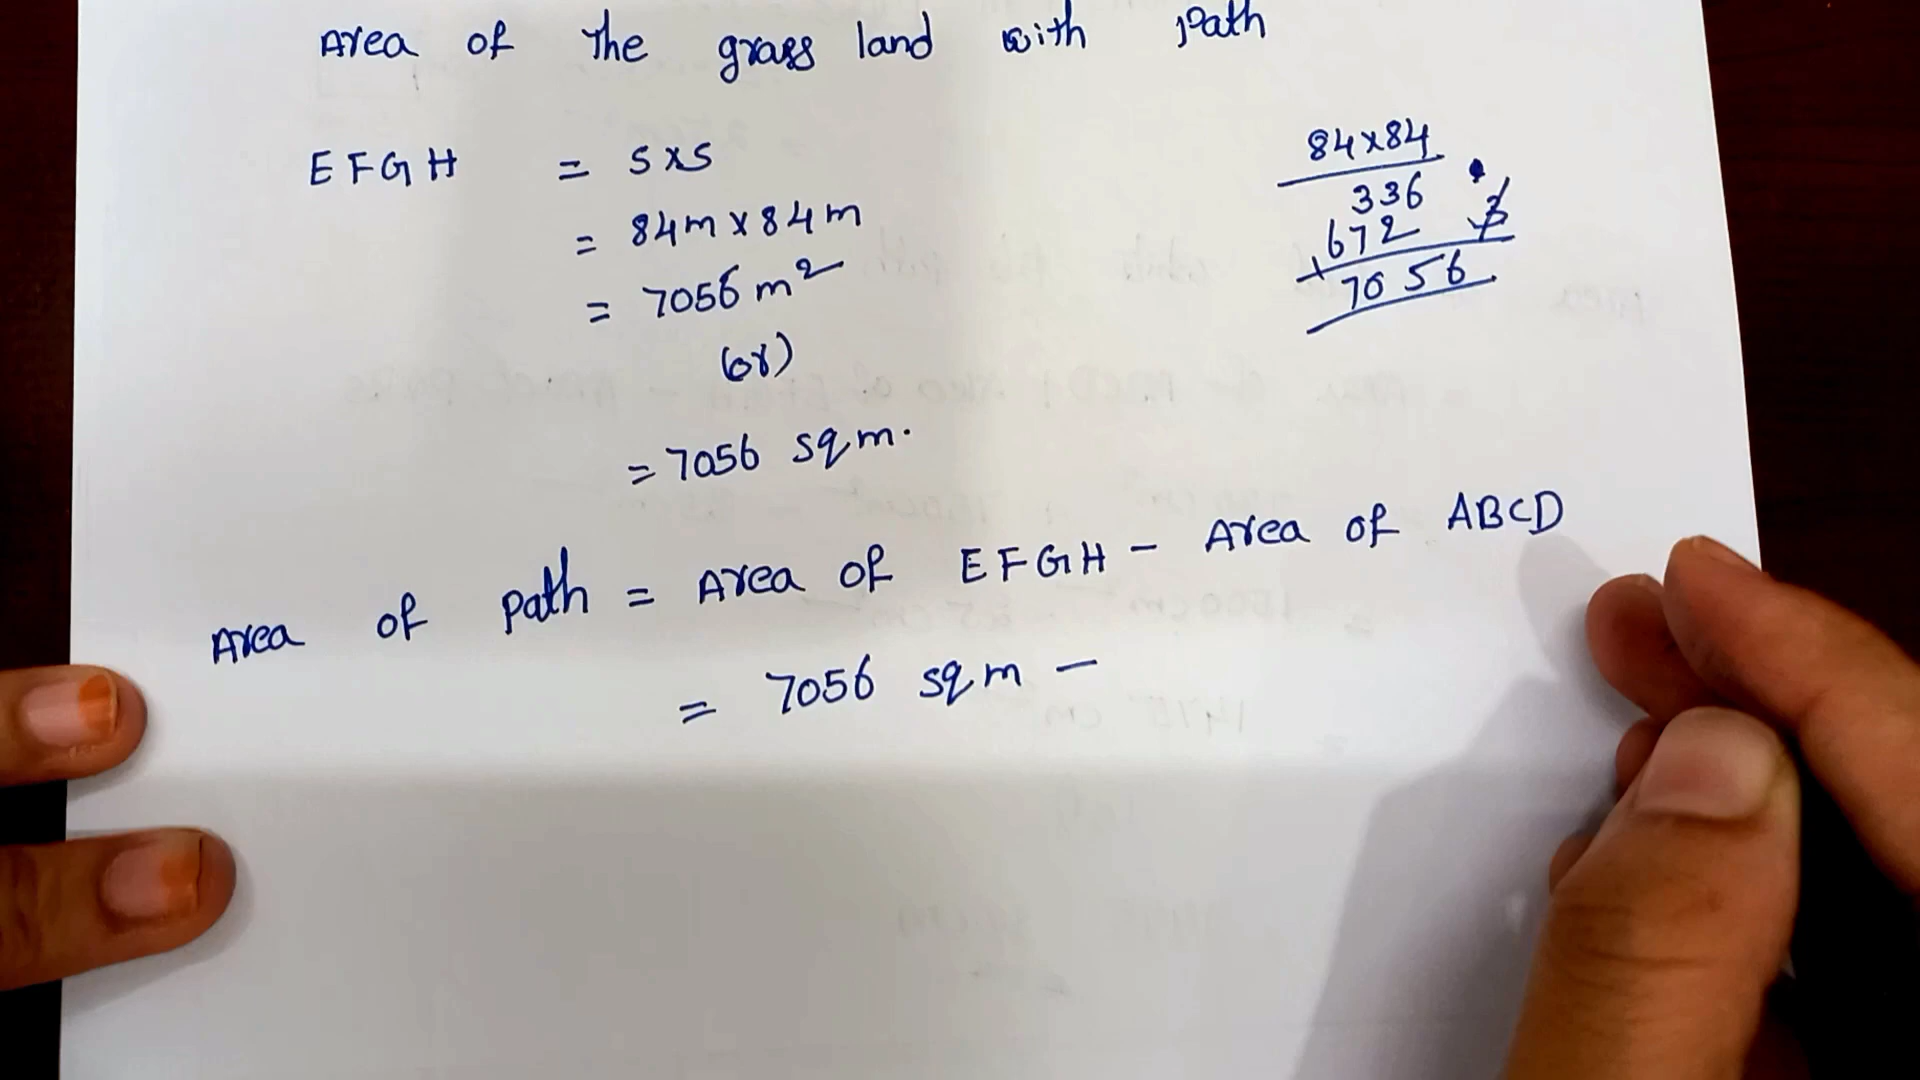 Area of the grass land with path
EFGH = S x S
= 84m x 84m
= 7056 m²
(or)
= 7056 sq m.
84x84
336
672
+
7056
Area of path = Area of EFGH - Area of ABCD
= 7056 sq m -